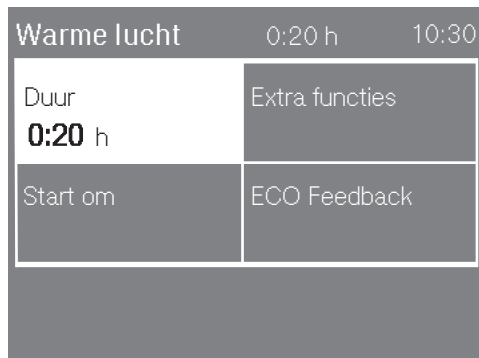 Warme lucht 0:20 h 10:30
Duur
0:20 h
Extra functies
Start om
ECO Feedback